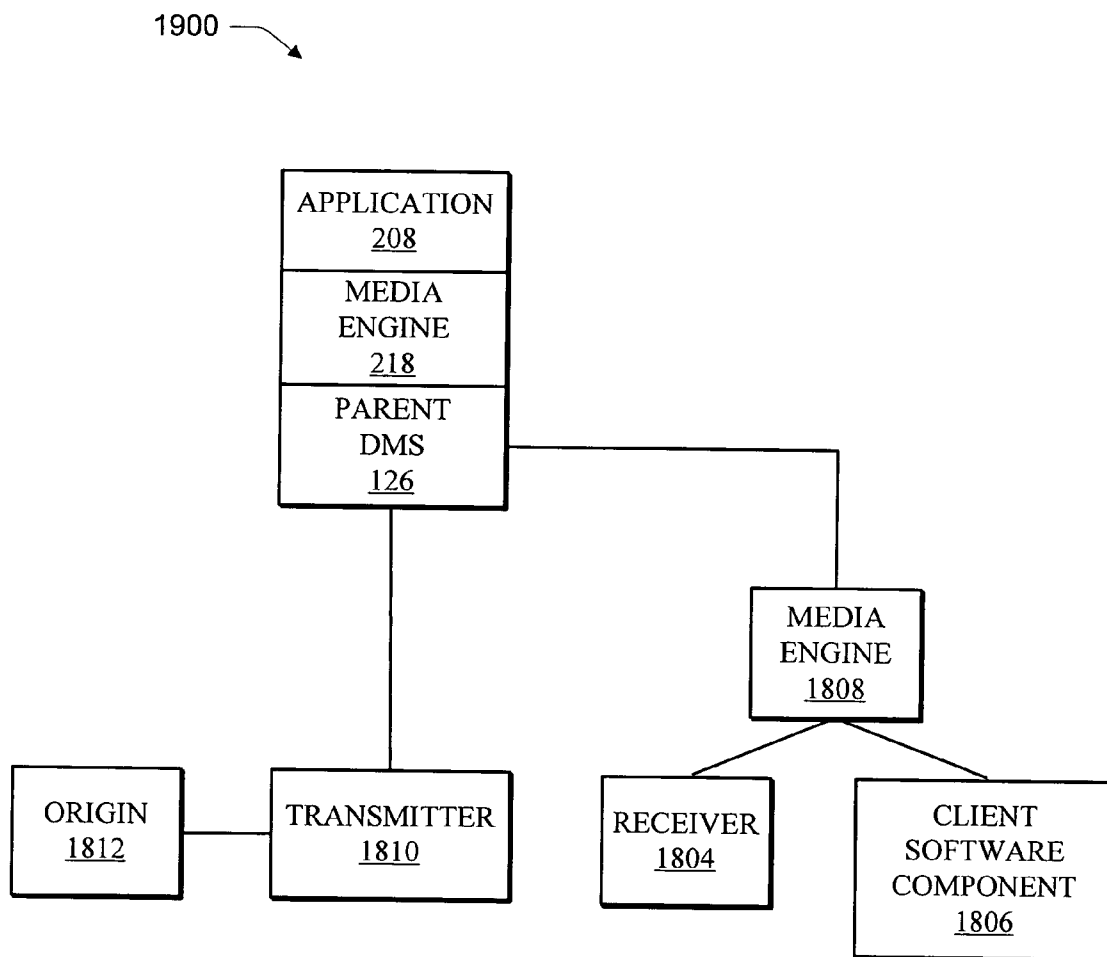 1900
APPLICATION
208
MEDIA
ENGINE
218
PARENT
DMS
126
MEDIA
ENGINE
1808
ORIGIN
1812
TRANSMITTER
1810
RECEIVER
1804
CLIENT
SOFTWARE
COMPONENT
1806